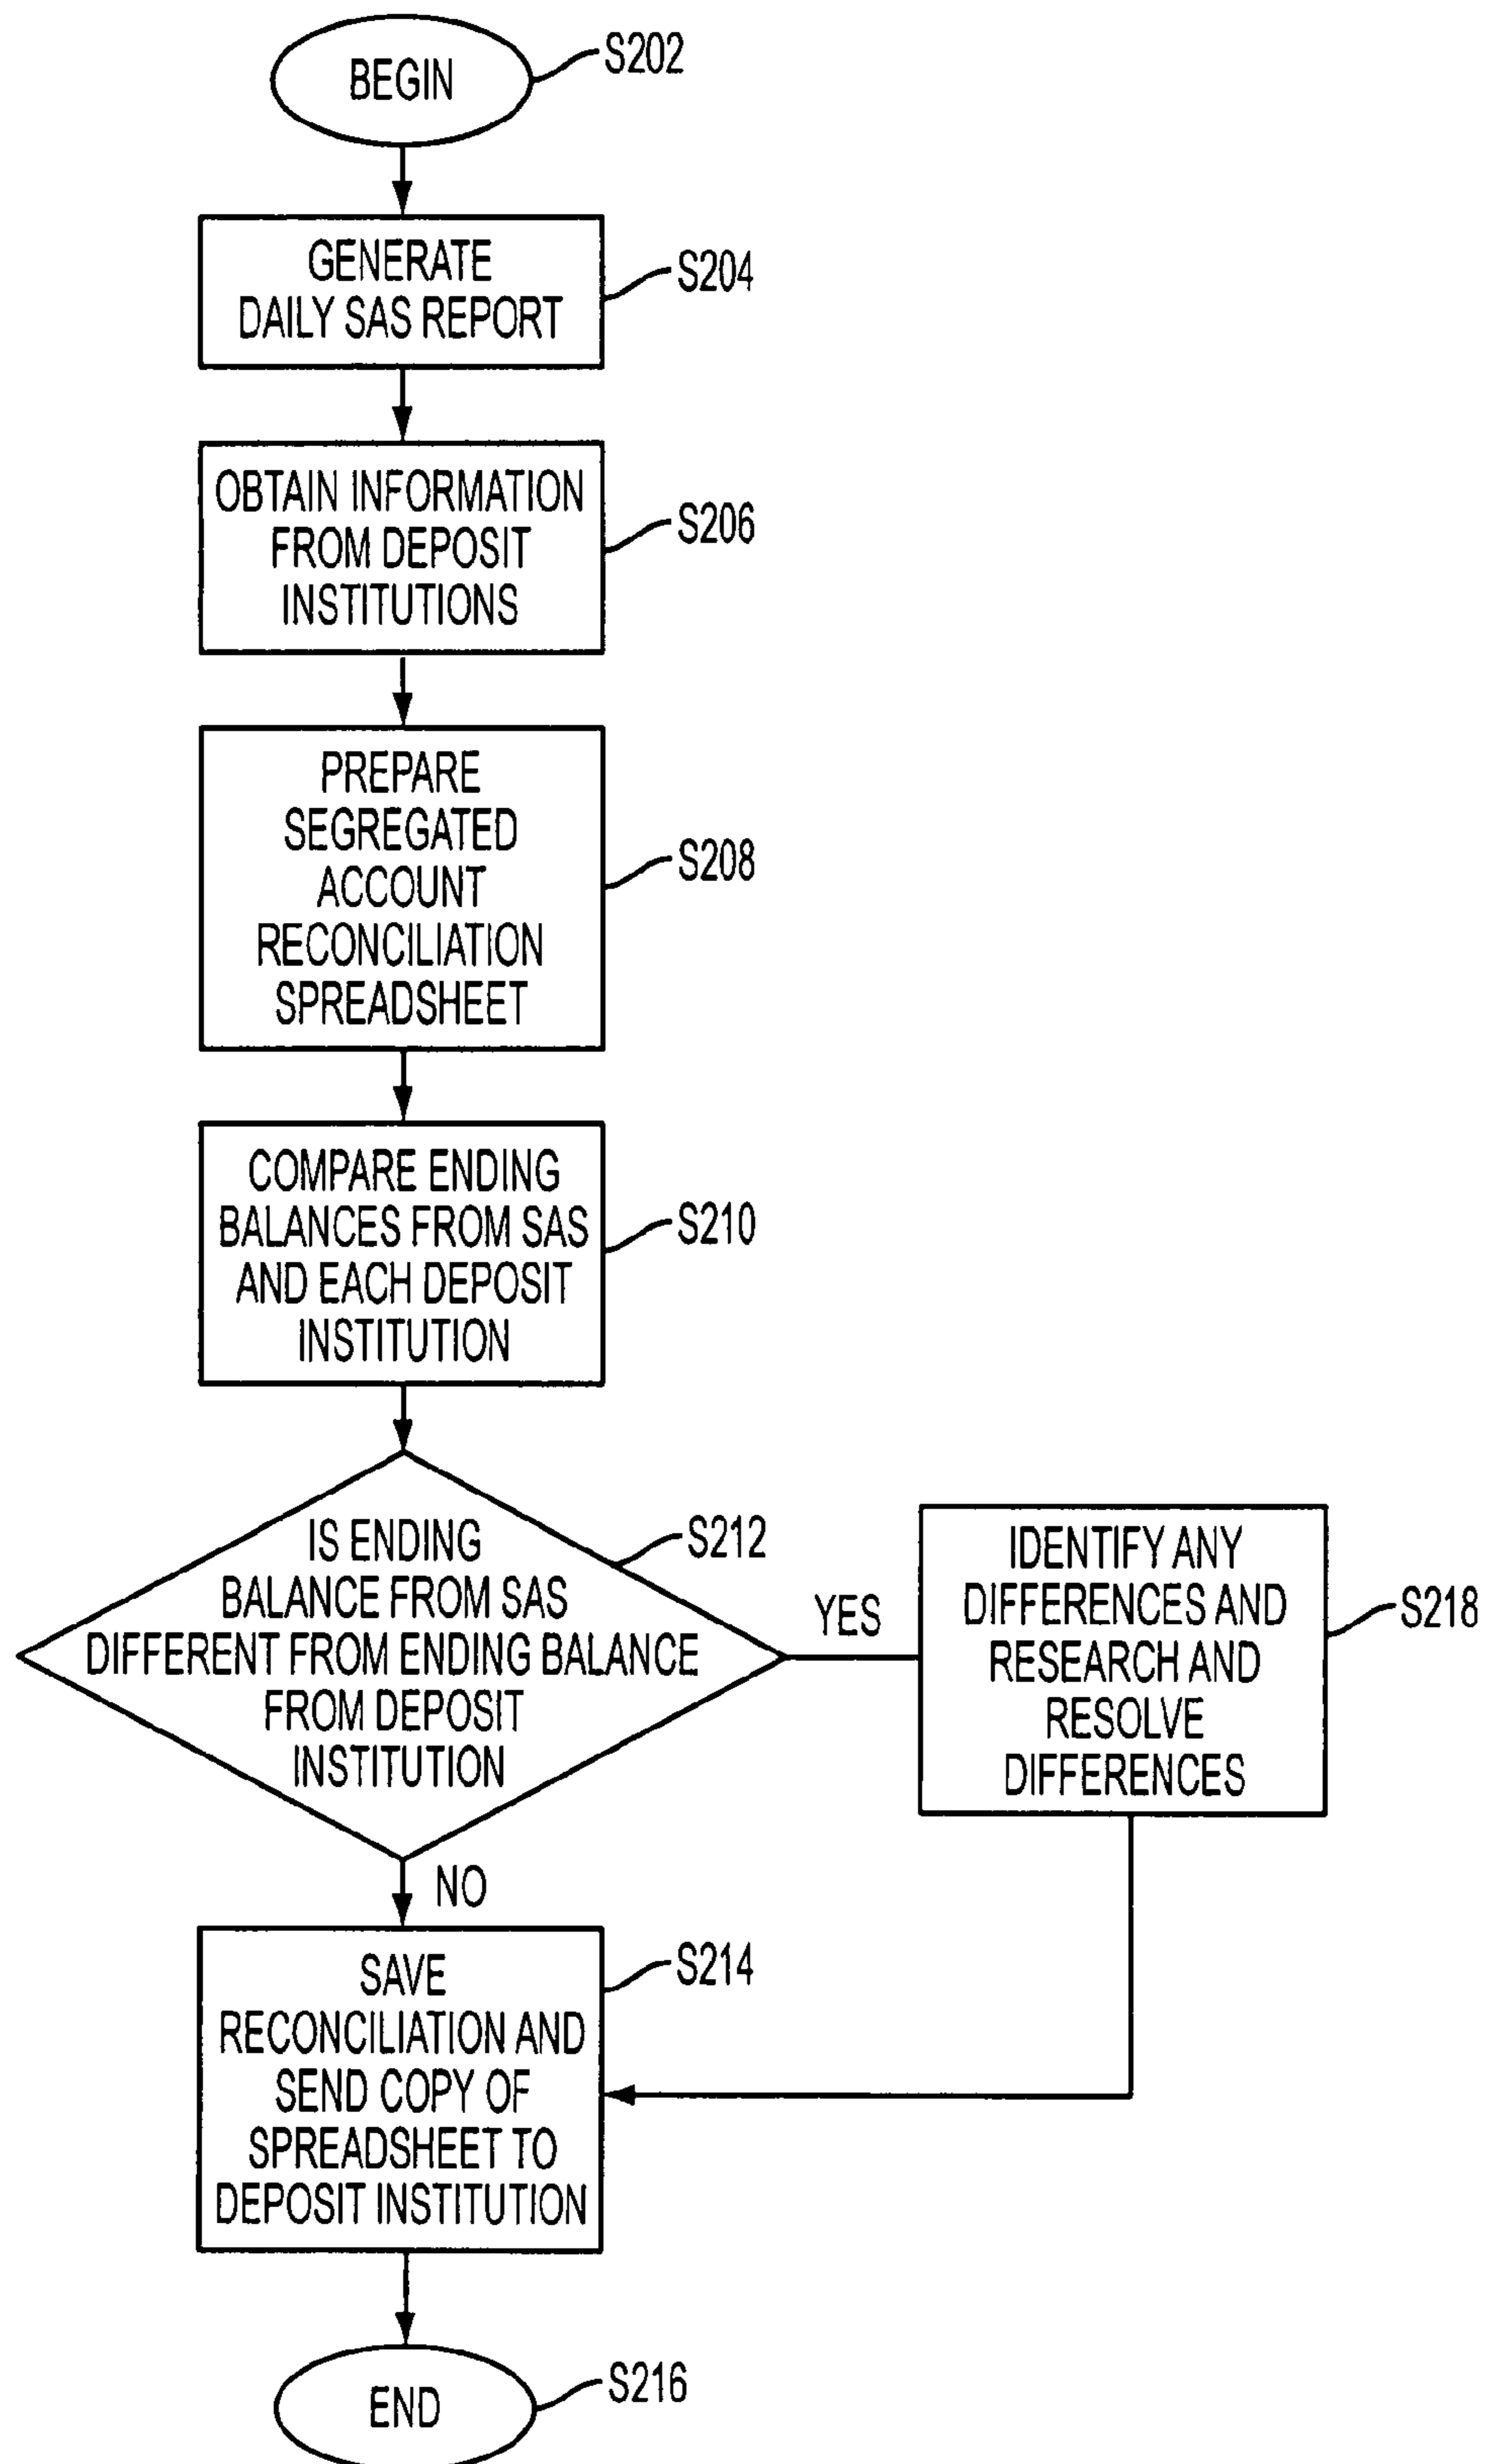 BEGIN
S202
GENERATE
DAILY SAS REPORT
S204
OBTAIN INFORMATION
FROM DEPOSIT
INSTITUTIONS
S206
PREPARE
SEGREGATED
ACCOUNT
RECONCILIATION
SPREADSHEET
S208
COMPARE ENDING
BALANCES FROM SAS
AND EACH DEPOSIT
INSTITUTION
S210
IS ENDING
BALANCE FROM SAS
DIFFERENT FROM ENDING BALANCE
FROM DEPOSIT
INSTITUTION
S212
YES
IDENTIFY ANY
DIFFERENCES AND
RESEARCH AND
RESOLVE
DIFFERENCES
S218
NO
SAVE
RECONCILIATION AND
SEND COPY OF
SPREADSHEET TO
DEPOSIT INSTITUTION
S214
END
S216